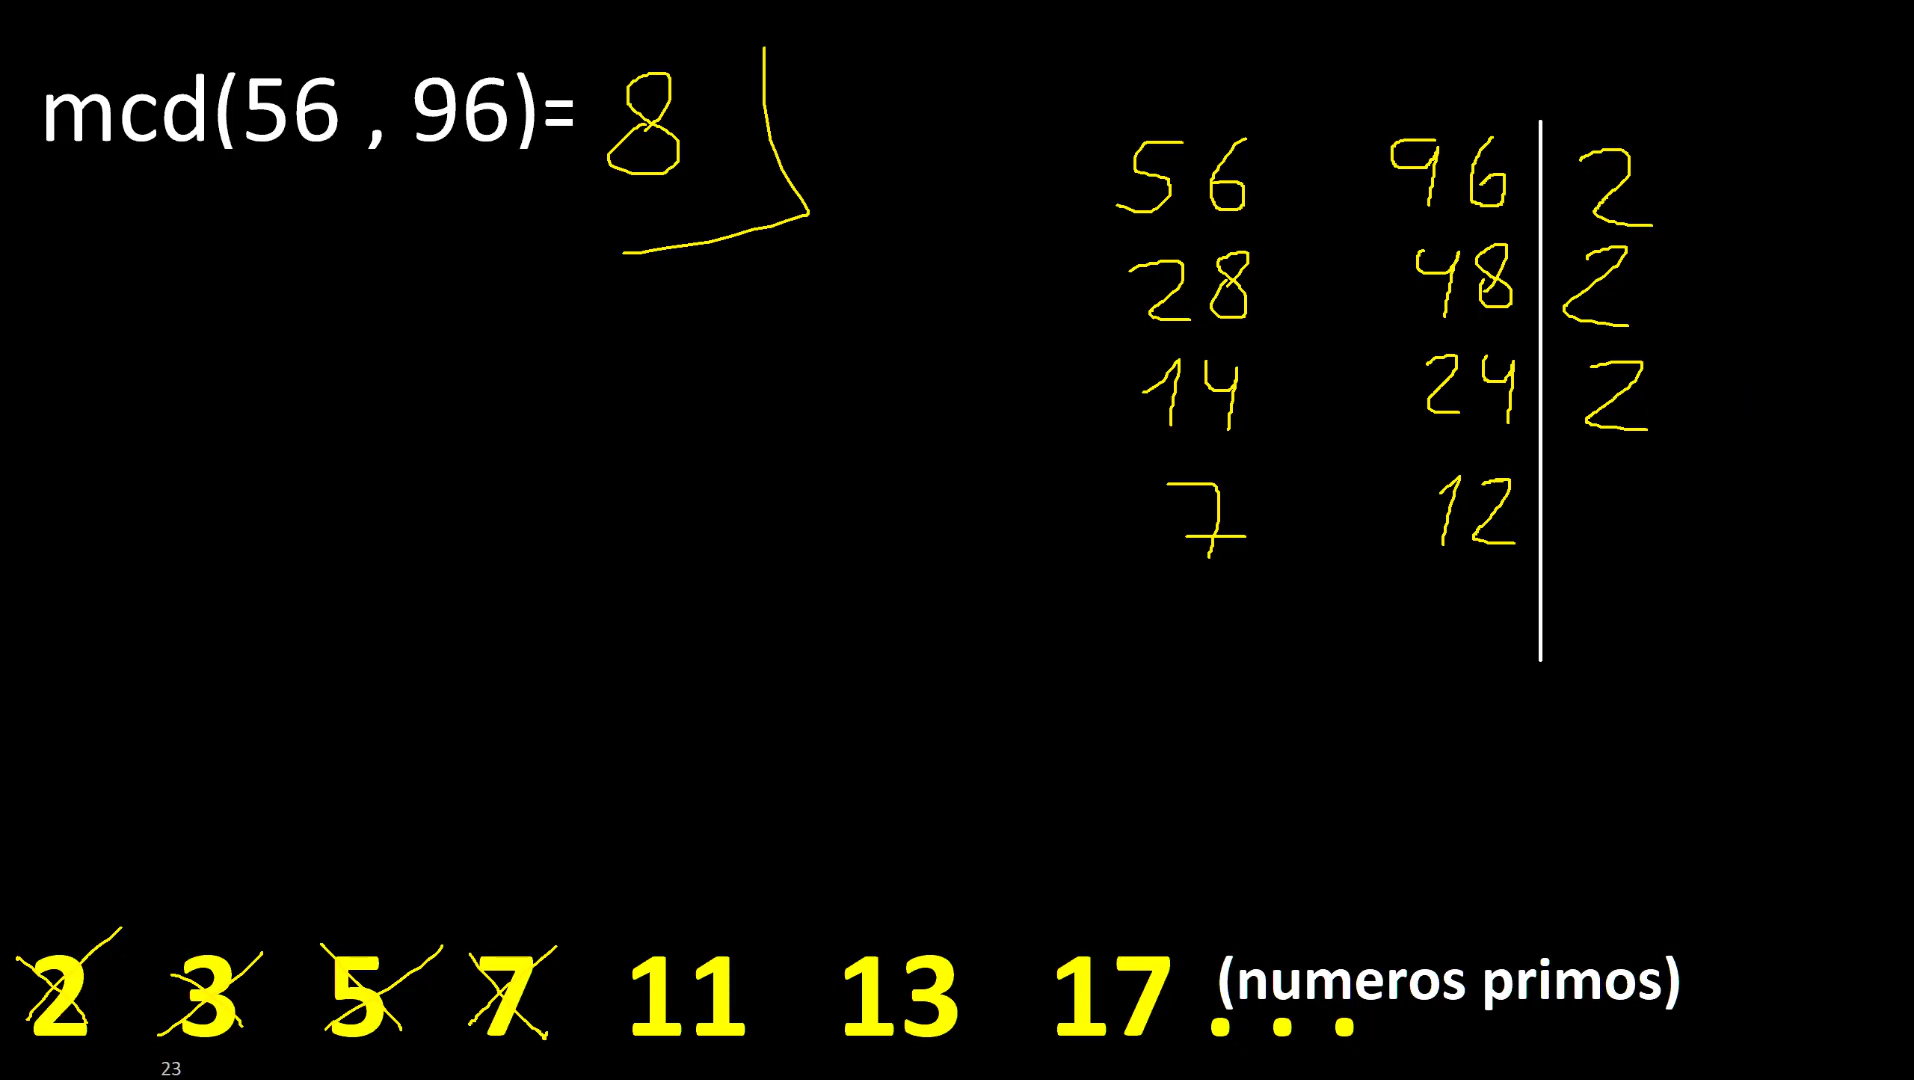 mcd(56 , 96)= 8
56 96 2
28 48 2
14 24 2
7 12
2 3 5 7 11 13 17 . . . (numeros primos)
23